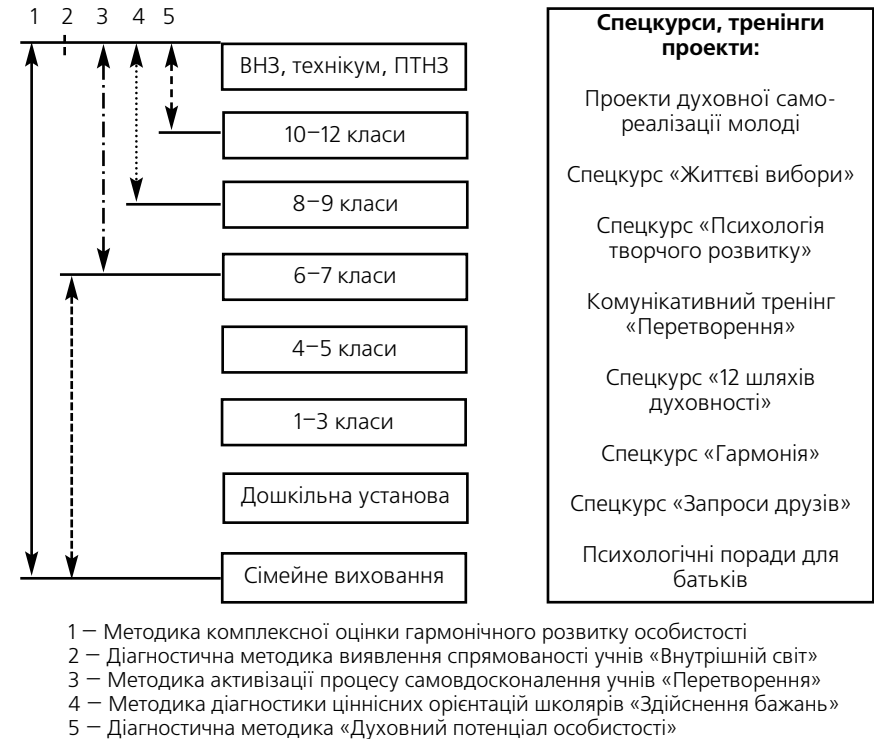 1 2 3 4 5
ВНЗ, технікум, ПТНЗ
10–12 класи
8–9 класи
6–7 класи
4–5 класи
1–3 класи
Дошкільна установа
Сімейне виховання
Спецкурси, тренінги
проекти:
Проекти духовної само-
реалізації молоді
Спецкурс «Життєві вибори»
Спецкурс «Психологія
творчого розвитку»
Комунікативний тренінг
«Перетворення»
Спецкурс «12 шляхів
духовності»
Спецкурс «Гармонія»
Спецкурс «Запроси друзів»
Психологічні поради для
батьків
1 – Методика комплексної оцінки гармонічного розвитку особистості
2 – Діагностична методика виявлення спрямованості учнів «Внутрішній світ»
3 – Методика активізації процесу самовдосконалення учнів «Перетворення»
4 – Методика діагностики ціннісних орієнтацій школярів «Здійснення бажань»
5 – Діагностична методика «Духовний потенціал особистості»